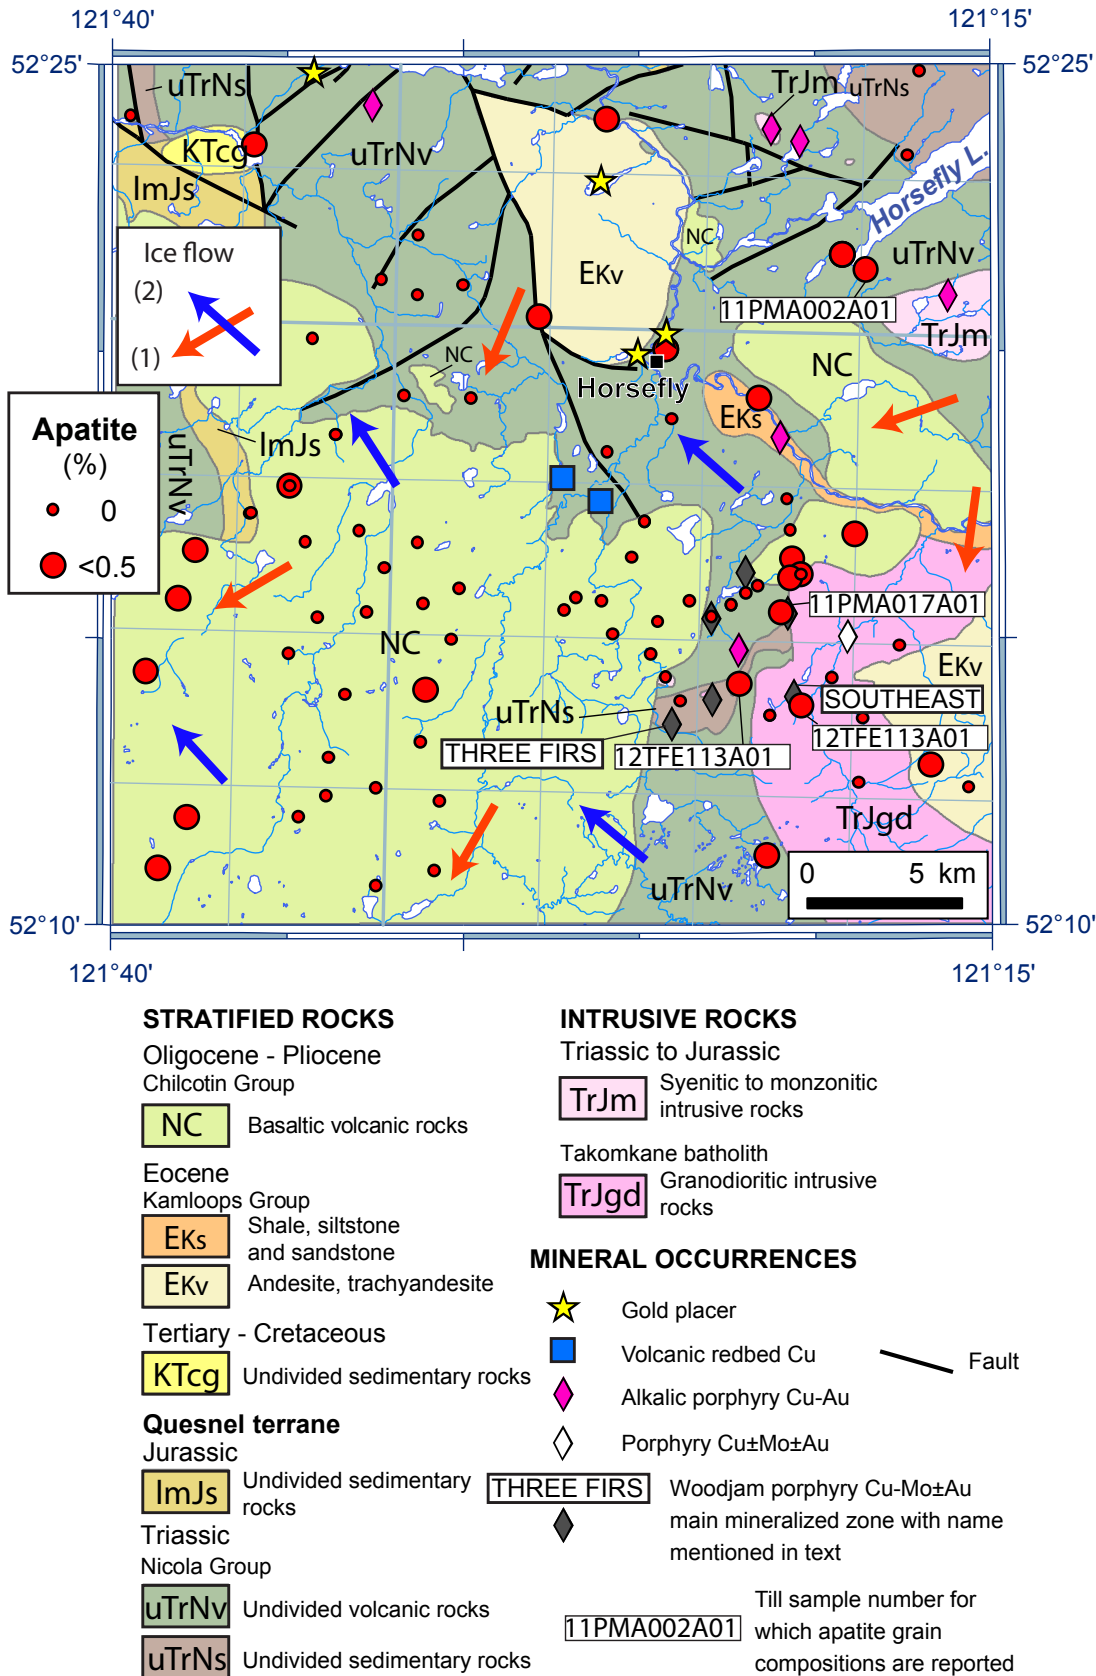 121°40'
121°15'
52°25'
52°25'
uTrNs
TrJm
uTrNs
KTcg
uTrNv
lmJs
Horsefly L.
NC
Ice flow
(2)
(1)
EKv
uTrNv
11PMA002A01
TrJm
NC
NC
Horsefly
Apatite
(%)
0
<0.5
EKs
uTrNv
lmJs
11PMA017A01
NC
EKv
uTrNs
SOUTHEAST
THREE FIRS
12TFE113A01
12TFE113A01
TrJgd
uTrNv
0 5 km
52°10'
52°10'
121°40'
121°15'
STRATIFIED ROCKS
Oligocene - Pliocene
Chilcotin Group
NC Basaltic volcanic rocks
Eocene
Kamloops Group
EKs Shale, siltstone
and sandstone
EKv Andesite, trachyandesite
Tertiary - Cretaceous
KTcg Undivided sedimentary rocks
Quesnel terrane
Jurassic
lmJs Undivided sedimentary
rocks
Triassic
Nicola Group
uTrNv Undivided volcanic rocks
uTrNs Undivided sedimentary rocks
INTRUSIVE ROCKS
Triassic to Jurassic
TrJm Syenitic to monzonitic
intrusive rocks
Takomkane batholith
TrJgd Granodioritic intrusive
rocks
MINERAL OCCURRENCES
Gold placer
Volcanic redbed Cu
Fault
Alkalic porphyry Cu-Au
Porphyry Cu±Mo±Au
THREE FIRS Woodjam porphyry Cu-Mo±Au
main mineralized zone with name
mentioned in text
11PMA002A01 Till sample number for
which apatite grain
compositions are reported